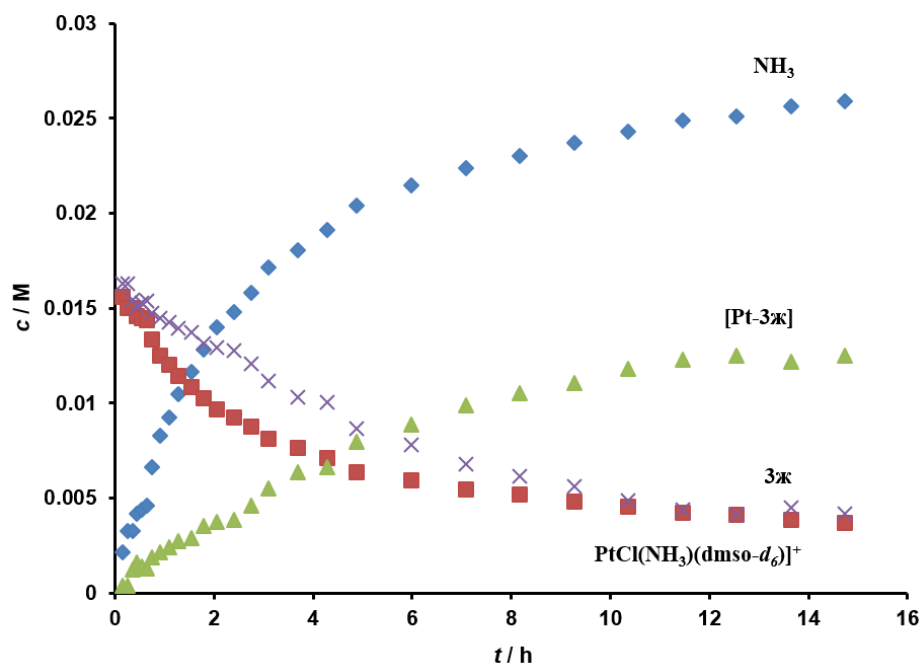 0.03
0.025
0.02
0.015
0.01
0.005
0
c / M
NH₃
[Pt-3ж]
3ж
PtCl(NH₃)(dmso-d₆)]⁺
0 2 4 6 8 10 12 14 16
t / h